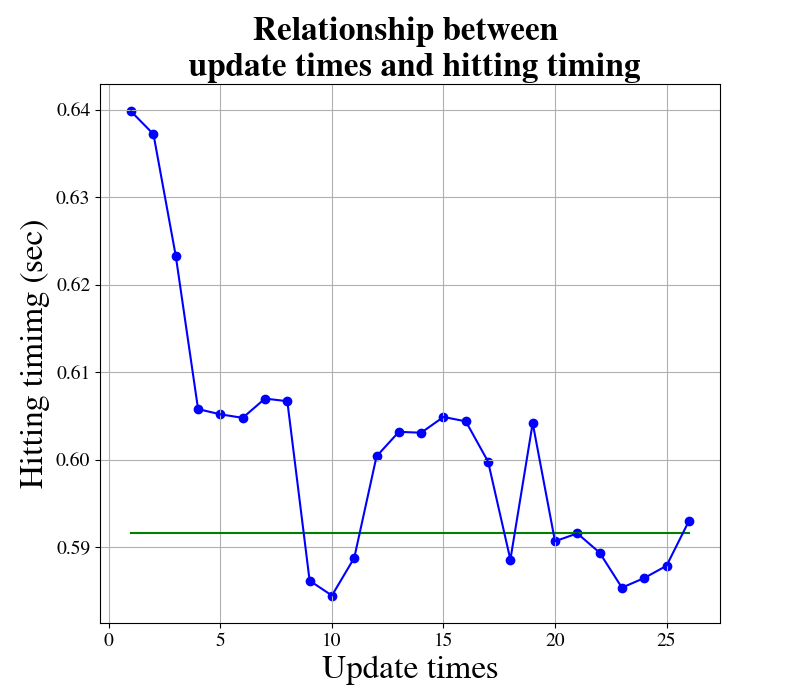 Relationship between
update times and hitting timing
Hitting timimg (sec)
0.64
0.63
0.62
0.61
0.60
0.59
0 5 10 15 20 25
Update times